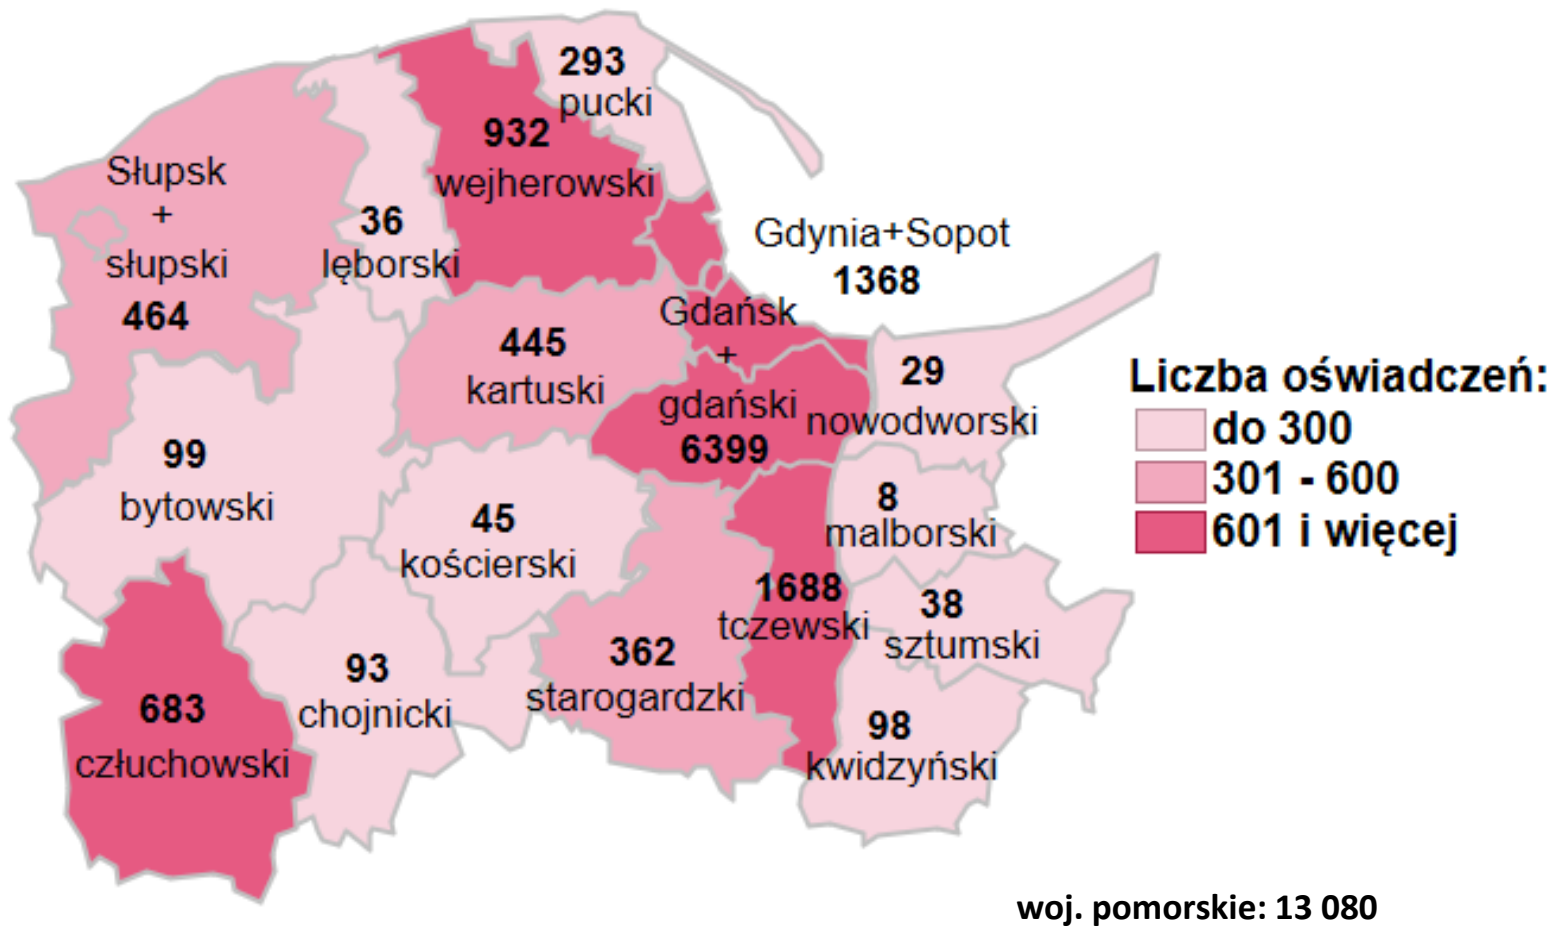 293
pucki
932
wejherowski
Słupsk
+
słupski
464
36
lęborski
Gdynia+Sopot
1368
Gdańsk
+
gdański
6399
445
kartuski
29
nowodworski
Liczba oświadczeń:
do 300
301 - 600
601 i więcej
99
bytowski
45
kościerski
8
malborski
1688
tczewski
38
sztumski
362
starogardzki
93
chojnicki
683
człuchowski
98
kwidzyński
woj. pomorskie: 13 080